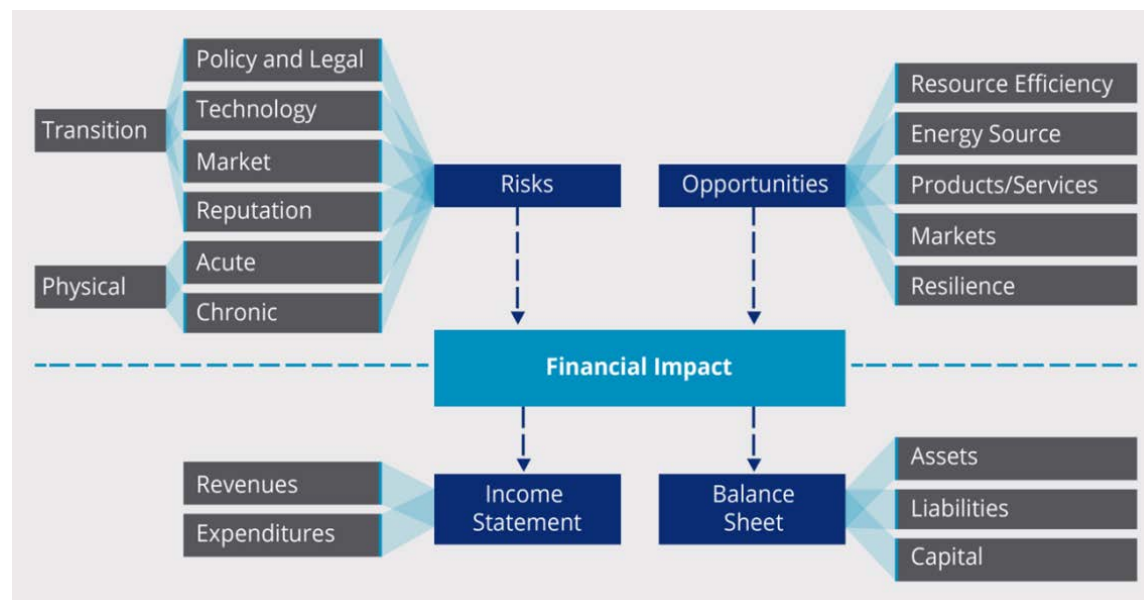 Transition
Policy and Legal
Technology
Market
Reputation
Physical
Acute
Chronic
Risks
Opportunities
Resource Efficiency
Energy Source
Products/Services
Markets
Resilience
Financial Impact
Revenues
Expenditures
Income
Statement
Balance
Sheet
Assets
Liabilities
Capital